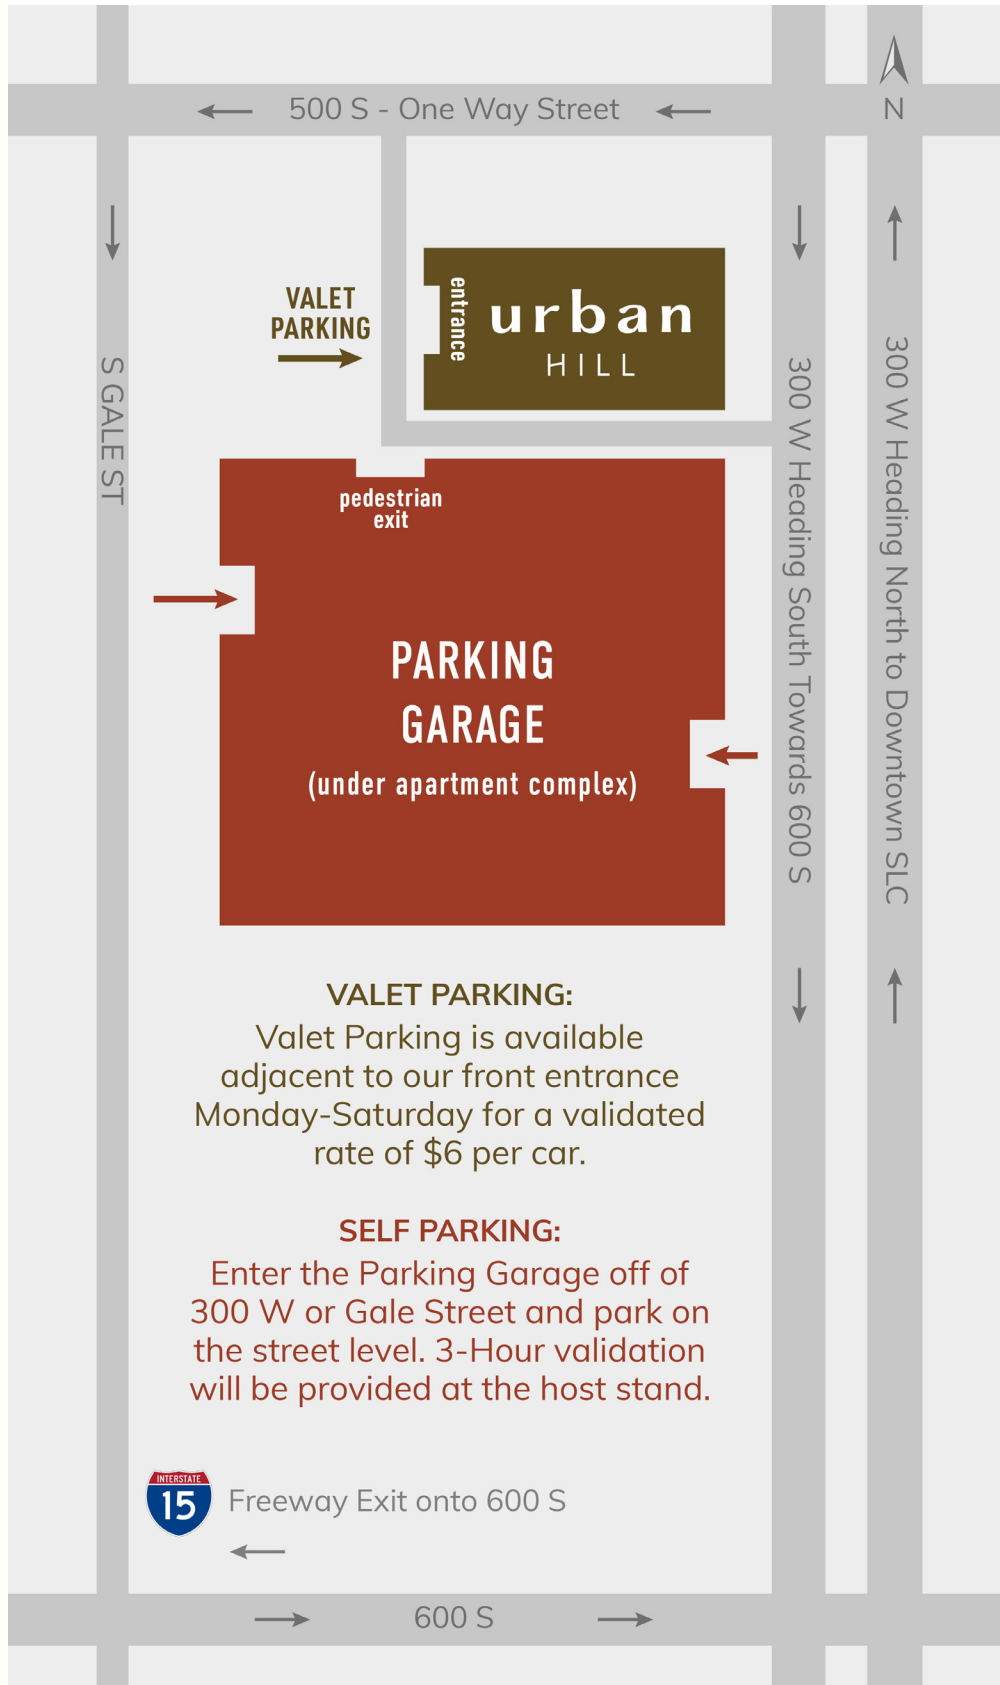 N
500 S - One Way Street
VALET
PARKING
entrance
urban
HILL
S GALE ST
300 W Heading South Towards 600 S
300 W Heading North to Downtown SLC
pedestrian
exit
PARKING
GARAGE
(under apartment complex)
VALET PARKING:
Valet Parking is available
adjacent to our front entrance
Monday-Saturday for a validated
rate of $6 per car.
SELF PARKING:
Enter the Parking Garage off of
300 W or Gale Street and park on
the street level. 3-Hour validation
will be provided at the host stand.
INTERSTATE
15
Freeway Exit onto 600 S
600 S